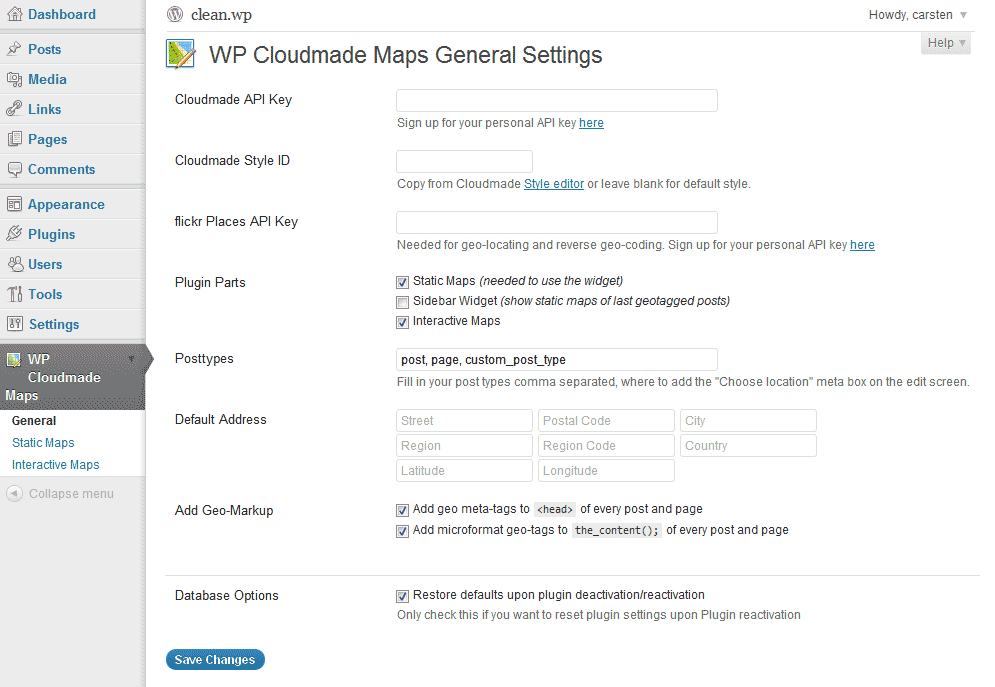 Dashboard
Posts
Media
Links
Pages
Comments
Appearance
Plugins
Users
Tools
Settings
WP
Cloudmade
Maps
General
Static Maps
Interactive Maps
Collapse menu
clean.wp
Howdy, carsten
Help
WP Cloudmade Maps General Settings
Cloudmade API Key
Sign up for your personal API key here
Cloudmade Style ID
Copy from Cloudmade Style editor or leave blank for default style.
flickr Places API Key
Needed for geo-locating and reverse geo-coding. Sign up for your personal API key here
Plugin Parts
Static Maps (needed to use the widget)
Sidebar Widget (show static maps of last geotagged posts)
Interactive Maps
Posttypes
post, page, custom_post_type
Fill in your post types comma separated, where to add the "Choose location" meta box on the edit screen.
Default Address
Street Postal Code City
Region Region Code Country
Latitude Longitude
Add Geo-Markup
Add geo meta-tags to <head> of every post and page
Add microformat geo-tags to the_content(); of every post and page
Database Options
Restore defaults upon plugin deactivation/reactivation
Only check this if you want to reset plugin settings upon Plugin reactivation
Save Changes